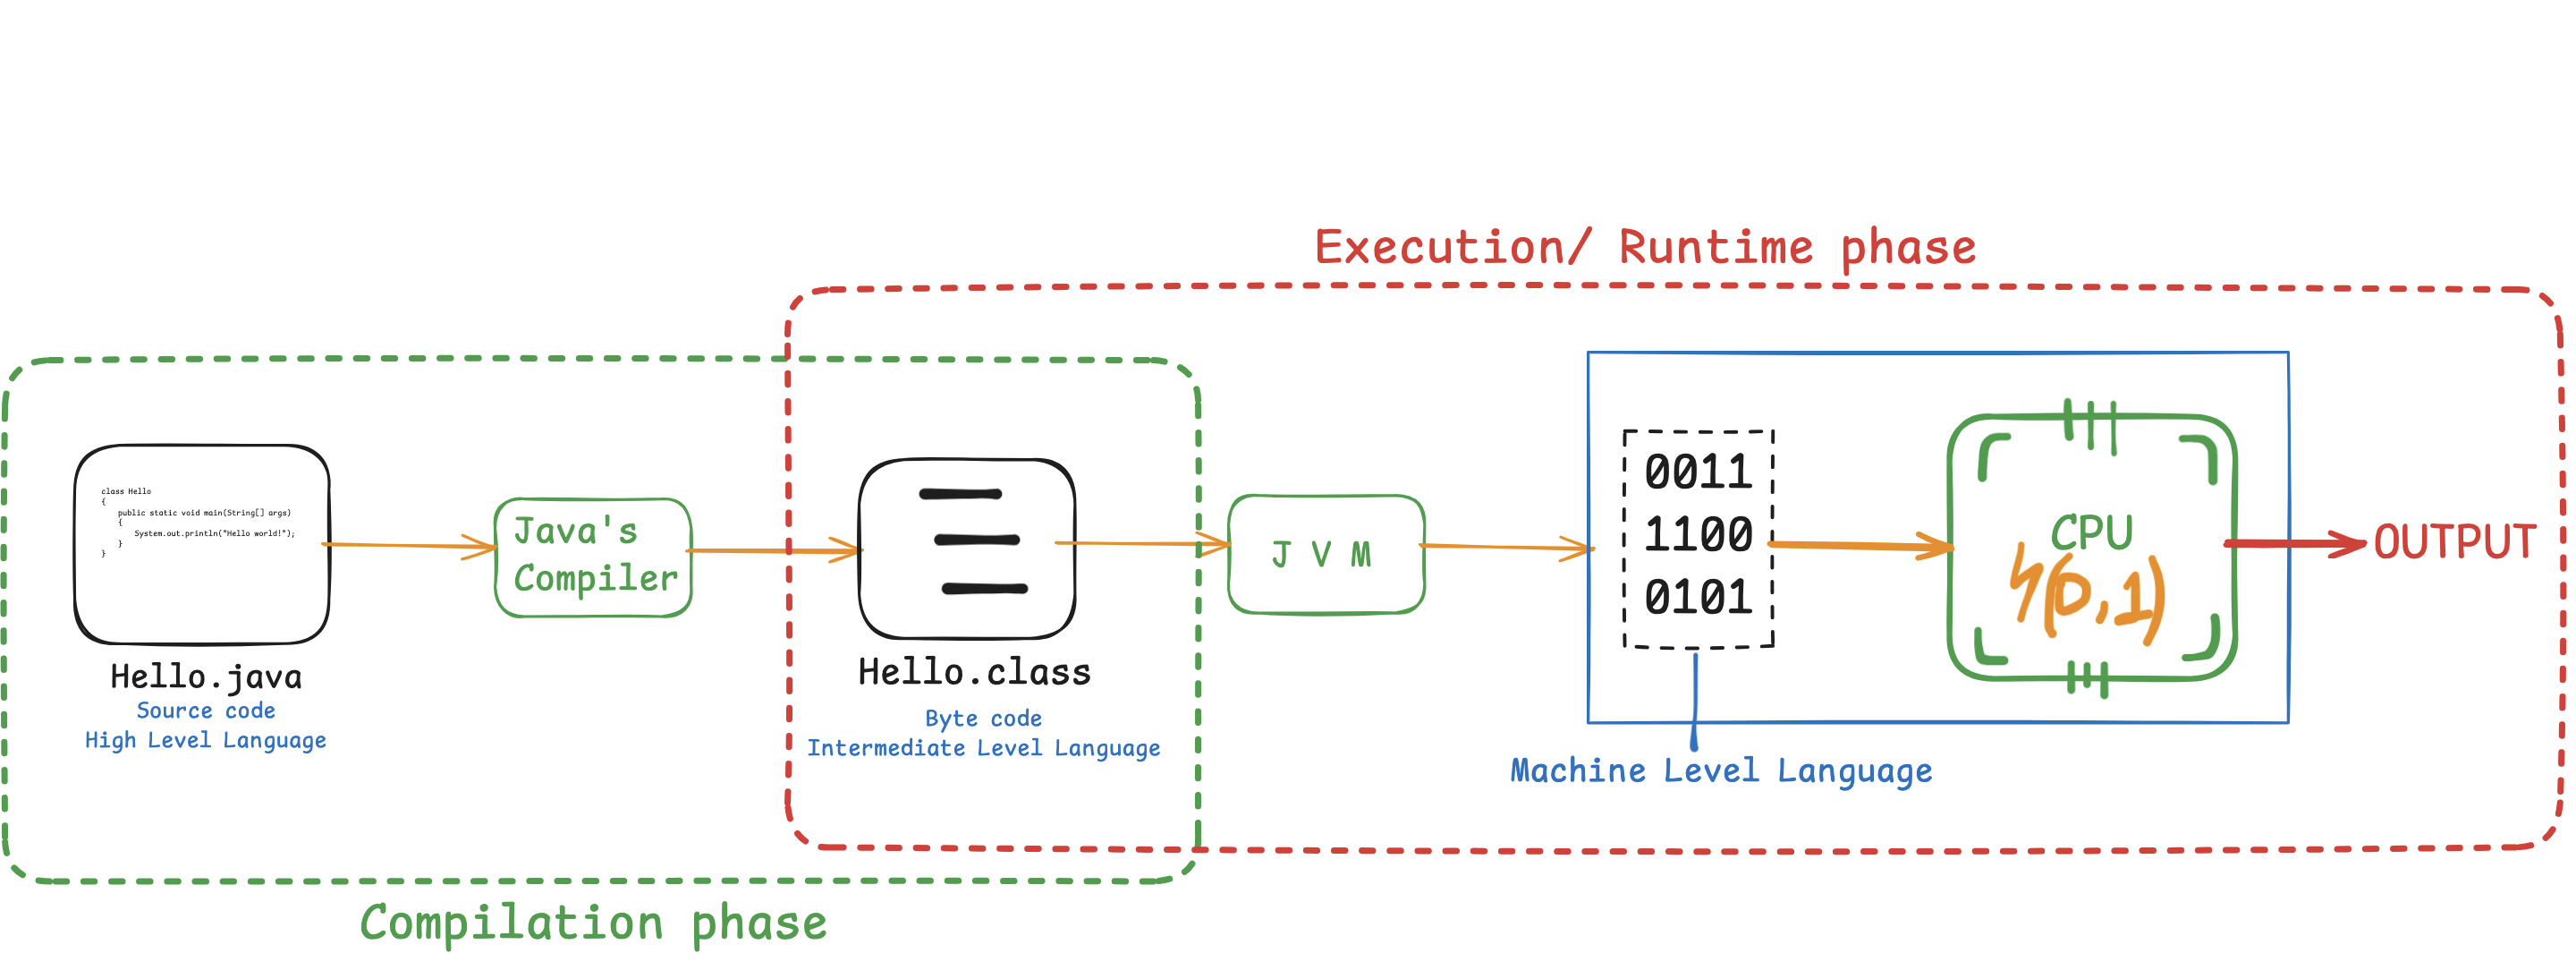 Execution/ Runtime phase
class Hello
{
public static void main(String[] args)
{
System.out.println("Hello world!");
}
}
Hello.java
Source code
High Level Language
Java's
Compiler
Hello.class
Byte code
Intermediate Level Language
J V M
0011
1100
0101
Machine Level Language
CPU
(0,1)
OUTPUT
Compilation phase